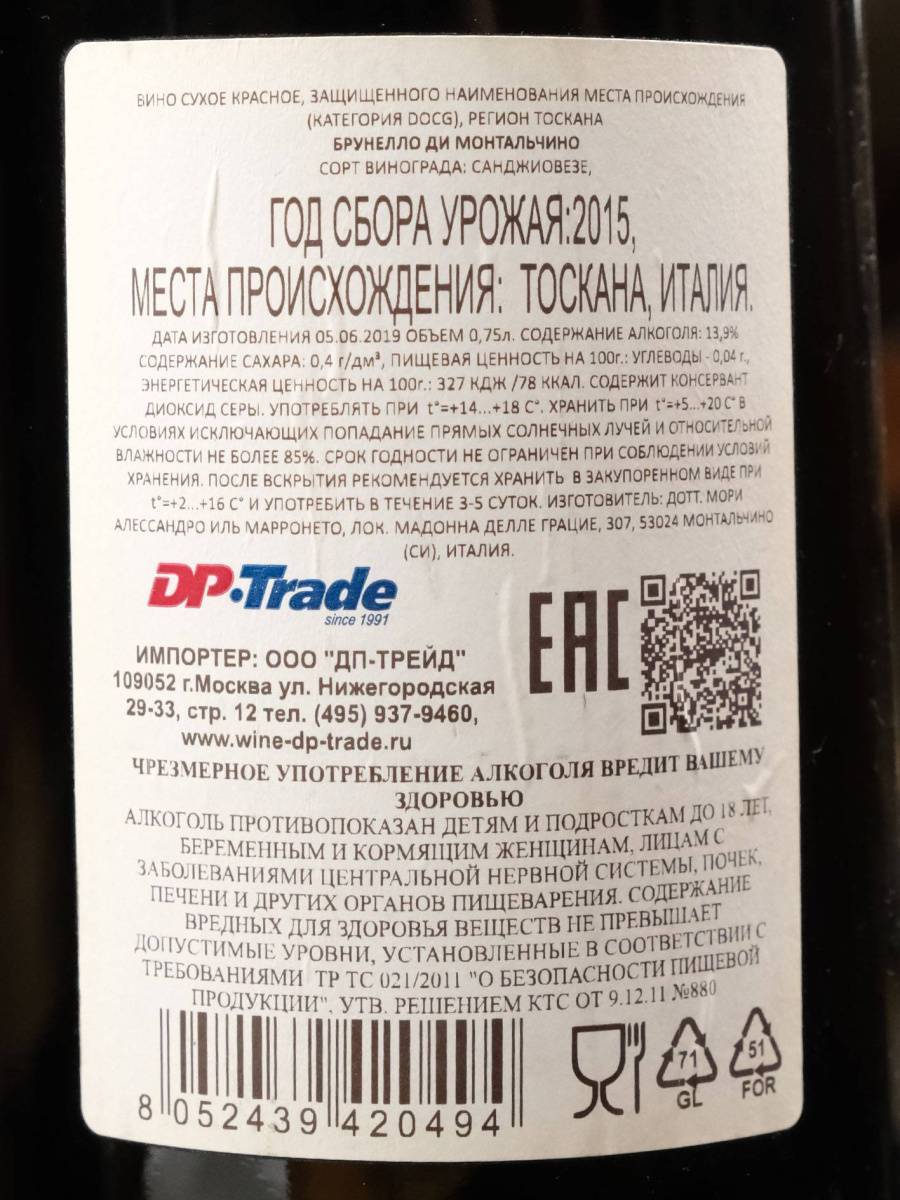 ВИНО СУХОЕ КРАСНОЕ, ЗАЩИЩЕННОГО НАИМЕНОВАНИЯ МЕСТА ПРОИСХОЖДЕНИЯ
(КАТЕГОРИЯ DOCG), РЕГИОН ТОСКАНА
БРУНЕЛЛО ДИ МОНТАЛЬЧИНО
СОРТ ВИНОГРАДА: САНДЖИОВЕЗЕ,
ГОД СБОРА УРОЖАЯ:2015,
МЕСТА ПРОИСХОЖДЕНИЯ: ТОСКАНА, ИТАЛИЯ.
ДАТА ИЗГОТОВЛЕНИЯ 05.06.2019 ОБЪЕМ 0,75л. СОДЕРЖАНИЕ АЛКОГОЛЯ: 13,9%
СОДЕРЖАНИЕ САХАРА: 0,4 г/дм³, ПИЩЕВАЯ ЦЕННОСТЬ НА 100г.: УГЛЕВОДЫ - 0,04 г.,
ЭНЕРГЕТИЧЕСКАЯ ЦЕННОСТЬ НА 100г.: 327 КДЖ /78 ККАЛ. СОДЕРЖИТ КОНСЕРВАНТ
ДИОКСИД СЕРЫ. УПОТРЕБЛЯТЬ ПРИ t°=+14...+18 C°. ХРАНИТЬ ПРИ t°=+5...+20 C° В
УСЛОВИЯХ ИСКЛЮЧАЮЩИХ ПОПАДАНИЕ ПРЯМЫХ СОЛНЕЧНЫХ ЛУЧЕЙ И ОТНОСИТЕЛЬНОЙ
ВЛАЖНОСТИ НЕ БОЛЕЕ 85%. СРОК ГОДНОСТИ НЕ ОГРАНИЧЕН ПРИ СОБЛЮДЕНИИ УСЛОВИЙ
ХРАНЕНИЯ. ПОСЛЕ ВСКРЫТИЯ РЕКОМЕНДУЕТСЯ ХРАНИТЬ В ЗАКУПОРЕННОМ ВИДЕ ПРИ
t°=+2...+16 C° И УПОТРЕБИТЬ В ТЕЧЕНИЕ 3-5 СУТОК. ИЗГОТОВИТЕЛЬ: ДОТТ. МОРИ
АЛЕССАНДРО ИЛЬ МАРРОНЕТО, ЛОК. МАДОННА ДЕЛЛЕ ГРАЦИЕ, 307, 53024 МОНТАЛЬЧИНО
(СИ), ИТАЛИЯ.
DP·Trade
since 1991
EAC
ИМПОРТЕР: ООО "ДП-ТРЕЙД"
109052 г.Москва ул. Нижегородская
29-33, стр. 12 тел. (495) 937-9460,
www.wine-dp-trade.ru
ЧРЕЗМЕРНОЕ УПОТРЕБЛЕНИЕ АЛКОГОЛЯ ВРЕДИТ ВАШЕМУ
ЗДОРОВЬЮ
АЛКОГОЛЬ ПРОТИВОПОКАЗАН ДЕТЯМ И ПОДРОСТКАМ ДО 18 ЛЕТ,
БЕРЕМЕННЫМ И КОРМЯЩИМ ЖЕНЩИНАМ, ЛИЦАМ С
ЗАБОЛЕВАНИЯМИ ЦЕНТРАЛЬНОЙ НЕРВНОЙ СИСТЕМЫ, ПОЧЕК,
ПЕЧЕНИ И ДРУГИХ ОРГАНОВ ПИЩЕВАРЕНИЯ. СОДЕРЖАНИЕ
ВРЕДНЫХ ДЛЯ ЗДОРОВЬЯ ВЕЩЕСТВ НЕ ПРЕВЫШАЕТ
ДОПУСТИМЫЕ УРОВНИ, УСТАНОВЛЕННЫЕ В СООТВЕТСТВИИ С
ТРЕБОВАНИЯМИ ТР ТС 021/2011 "О БЕЗОПАСНОСТИ ПИЩЕВОЙ
ПРОДУКЦИИ", УТВ. РЕШЕНИЕМ КТС ОТ 9.12.11 №880
8 052439 420494
71
GL
51
FOR